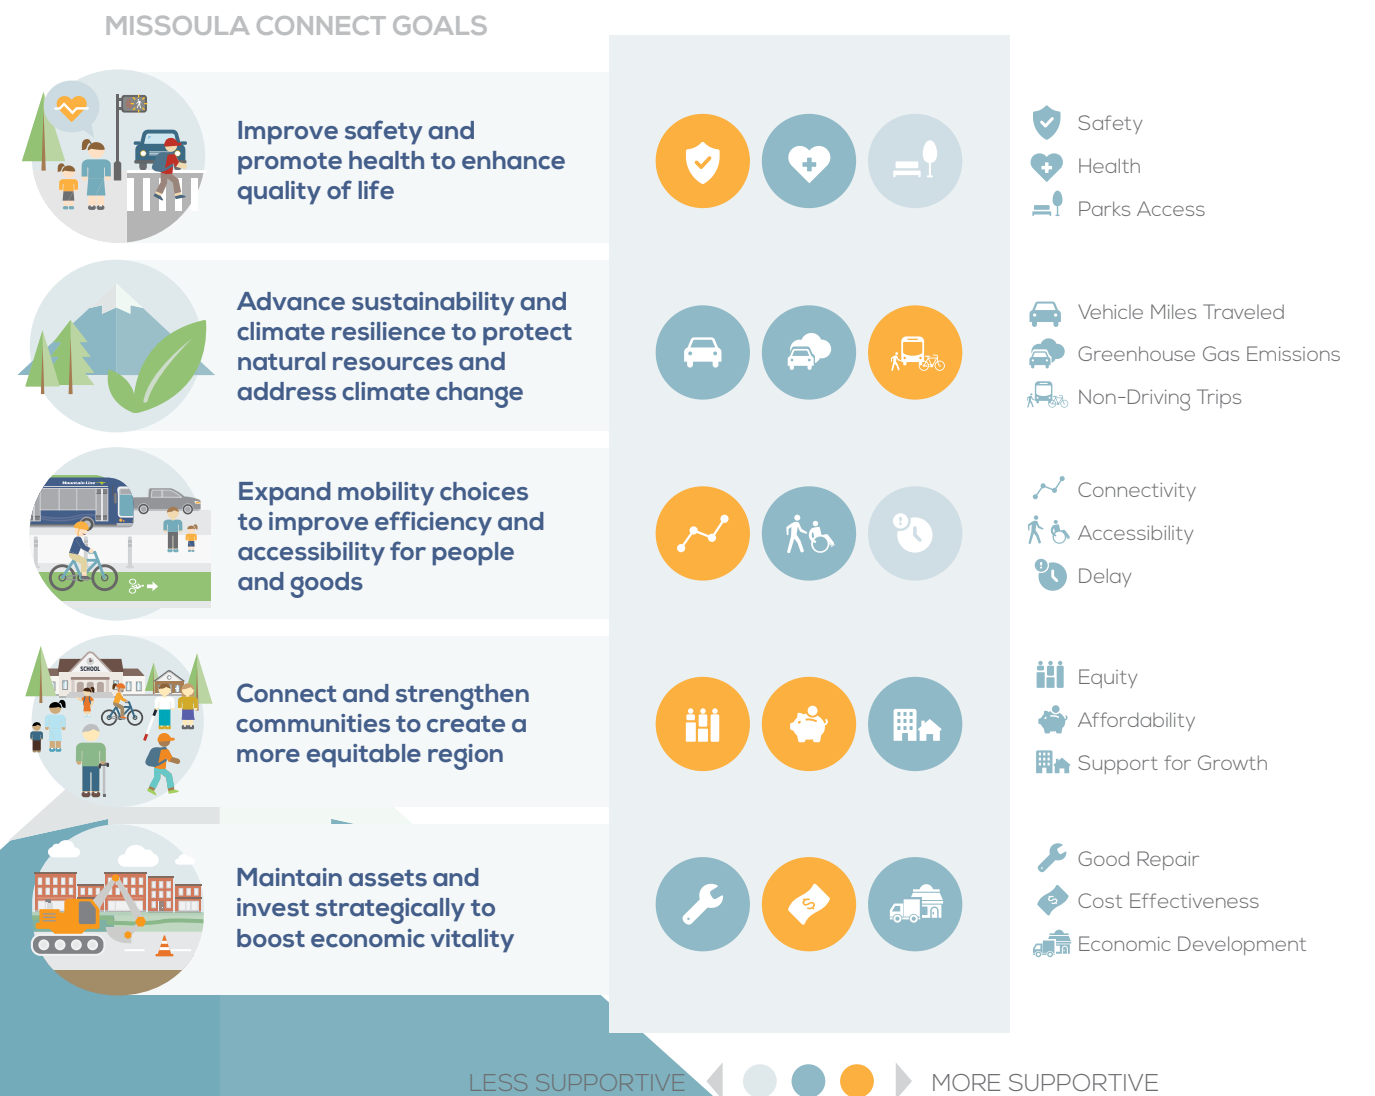 MISSOULA CONNECT GOALS
Improve safety and
promote health to enhance
quality of life
Safety
Health
Parks Access
Advance sustainability and
climate resilience to protect
natural resources and
address climate change
Vehicle Miles Traveled
Greenhouse Gas Emissions
Non-Driving Trips
Mountain Line
Expand mobility choices
to improve efficiency and
accessibility for people
and goods
Connectivity
Accessibility
Delay
SCHOOL
Connect and strengthen
communities to create a
more equitable region
Equity
Affordability
Support for Growth
Maintain assets and
invest strategically to
boost economic vitality
Good Repair
Cost Effectiveness
Economic Development
LESS SUPPORTIVE
MORE SUPPORTIVE